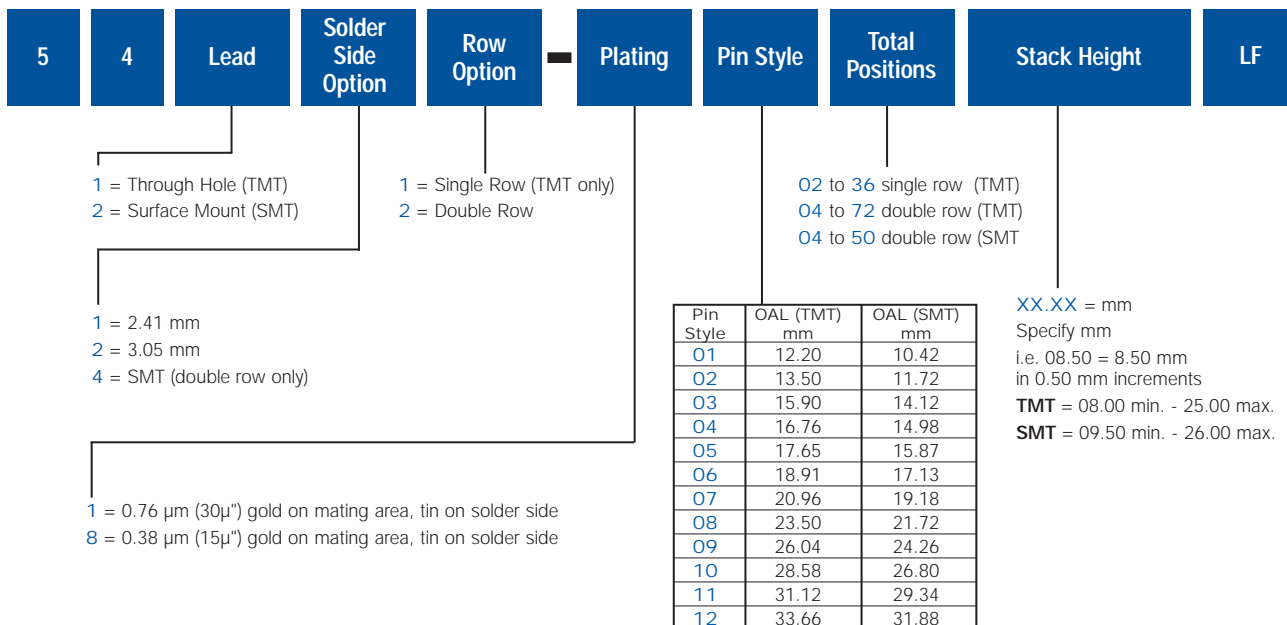 5
4
Lead
Solder
Side
Option
Row
Option
-
Plating
Pin Style
Total
Positions
Stack Height
LF
1 = Through Hole (TMT)
2 = Surface Mount (SMT)
1 = Single Row (TMT only)
2 = Double Row
02 to 36 single row (TMT)
04 to 72 double row (TMT)
04 to 50 double row (SMT
1 = 2.41 mm
2 = 3.05 mm
4 = SMT (double row only)
XX.XX = mm
Specify mm
i.e. 08.50 = 8.50 mm
in 0.50 mm increments
TMT = 08.00 min. - 25.00 max.
SMT = 09.50 min. - 26.00 max.
1 = 0.76 µm (30µ") gold on mating area, tin on solder side
8 = 0.38 µm (15µ") gold on mating area, tin on solder side
Pin Style OAL (TMT) mm OAL (SMT) mm
01 12.20 10.42
02 13.50 11.72
03 15.90 14.12
04 16.76 14.98
05 17.65 15.87
06 18.91 17.13
07 20.96 19.18
08 23.50 21.72
09 26.04 24.26
10 28.58 26.80
11 31.12 29.34
12 33.66 31.88